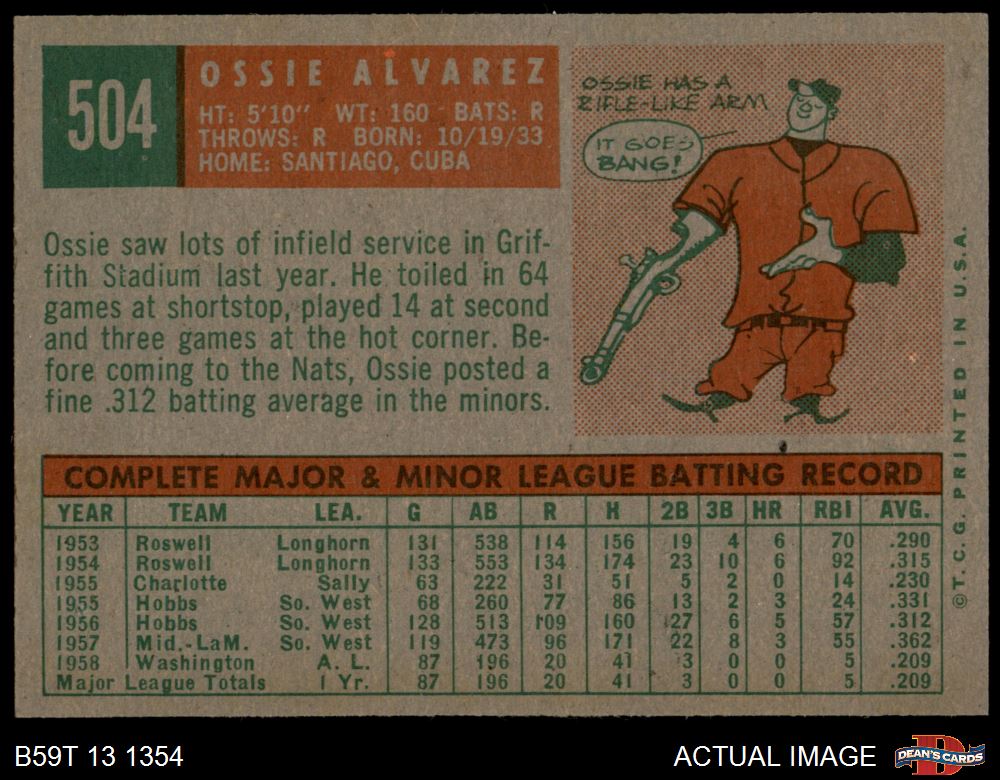 504
OSSIE ALVAREZ
HT: 5'10" WT: 160 BATS: R
THROWS: R BORN: 10/19/33
HOME: SANTIAGO, CUBA
OSSIE HAS A
RIFLE-LIKE ARM
IT GOES
BANG!
Ossie saw lots of infield service in Grif-
fith Stadium last year. He toiled in 64
games at shortstop, played 14 at second
and three games at the hot corner. Be-
fore coming to the Nats, Ossie posted a
fine .312 batting average in the minors.
COMPLETE MAJOR & MINOR LEAGUE BATTING RECORD
YEAR TEAM LEA. G AB R H 2B 3B HR RBI AVG.
1953 Roswell Longhorn 131 538 114 156 19 4 6 70 .290
1954 Roswell Longhorn 133 553 134 174 23 10 6 92 .315
1955 Charlotte Sally 63 222 31 51 5 2 0 14 .230
1955 Hobbs So. West 68 260 77 86 13 2 3 24 .331
1956 Hobbs So. West 128 513 109 160 27 6 5 57 .312
1957 Mid.-LaM. So. West 119 473 96 171 22 8 3 55 .362
1958 Washington A. L. 87 196 20 41 3 0 0 5 .209
Major League Totals 1 Yr. 87 196 20 41 3 0 0 5 .209
© T. C. G. PRINTED IN U.S.A.
B59T 13 1354
ACTUAL IMAGE
DEAN'S CARDS